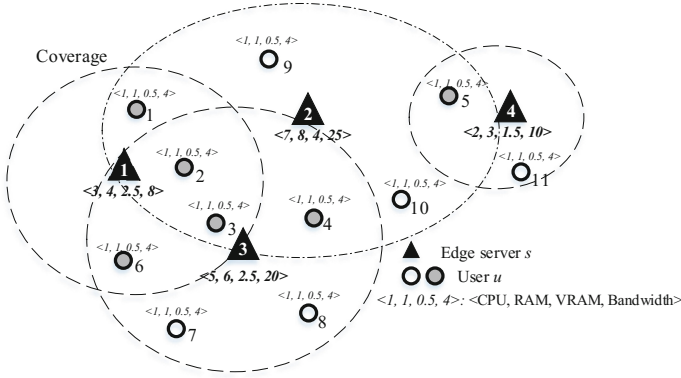 <1, 1, 0.5, 4>
9
Coverage
<1, 1, 0.5, 4>
1
<1, 1, 0.5, 4>
5
2
<7, 8, 4, 25>
4
<2, 3, 1.5, 10>
<1, 1, 0.5, 4>
2
1
<3, 4, 2.5, 8>
<1, 1, 0.5, 4>
11
<1, 1, 0.5, 4>
10
<1, 1, 0.5, 4>
3
<1, 1, 0.5, 4>
4
3
<5, 6, 2.5, 20>
<1, 1, 0.5, 4>
6
Edge server s
User u
<1, 1, 0.5, 4>: <CPU, RAM, VRAM, Bandwidth>
<1, 1, 0.5, 4>
7
<1, 1, 0.5, 4>
8